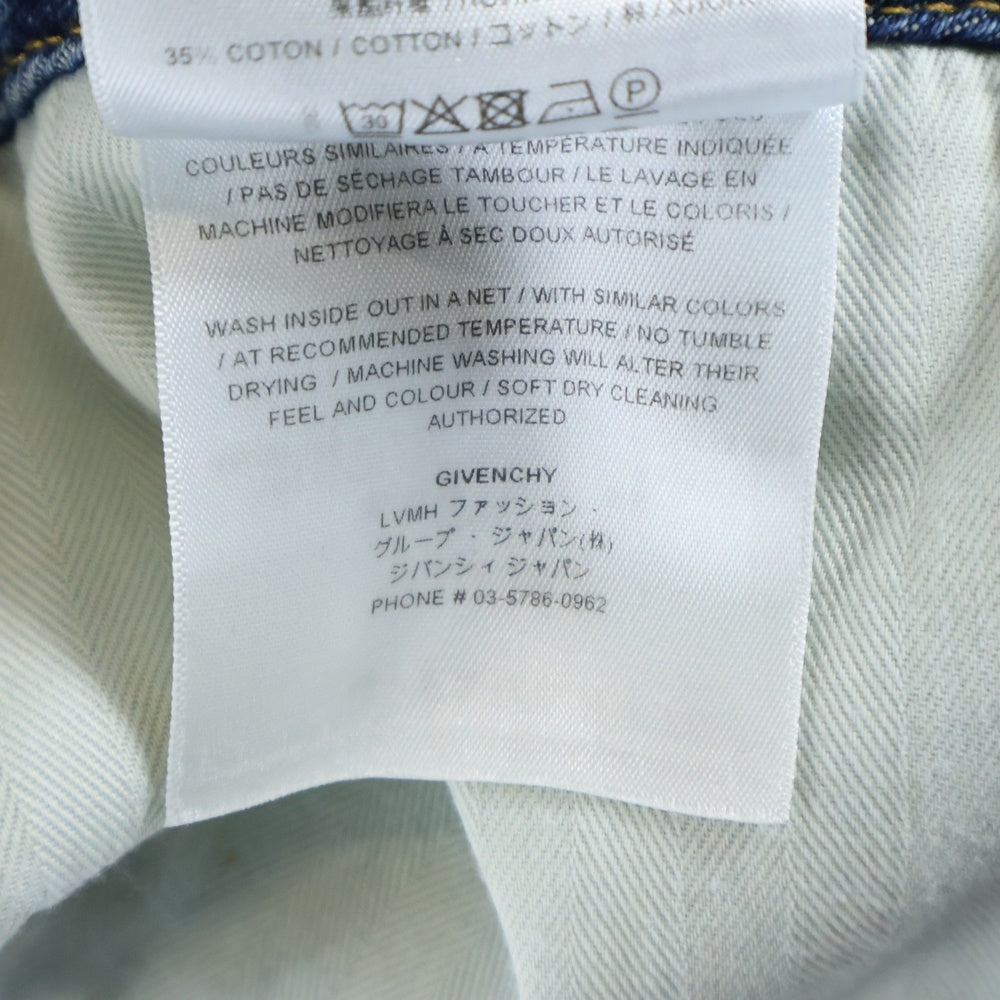 35% COTON / COTTON / コットン / 棉 /
30 P
COULEURS SIMILAIRES / A TEMPÉRATURE INDIQUÉE
/ PAS DE SÉCHAGE TAMBOUR / LE LAVAGE EN
MACHINE MODIFIERA LE TOUCHER ET LE COLORIS /
NETTOYAGE À SEC DOUX AUTORISÉ
WASH INSIDE OUT IN A NET / WITH SIMILAR COLORS
/ AT RECOMMENDED TEMPERATURE / NO TUMBLE
DRYING / MACHINE WASHING WILL ALTER THEIR
FEEL AND COLOUR / SOFT DRY CLEANING
AUTHORIZED
GIVENCHY
LVMH ファッション ·
グループ · ジャパン(株)
ジバンシィ ジャパン
PHONE # 03-5786-0962